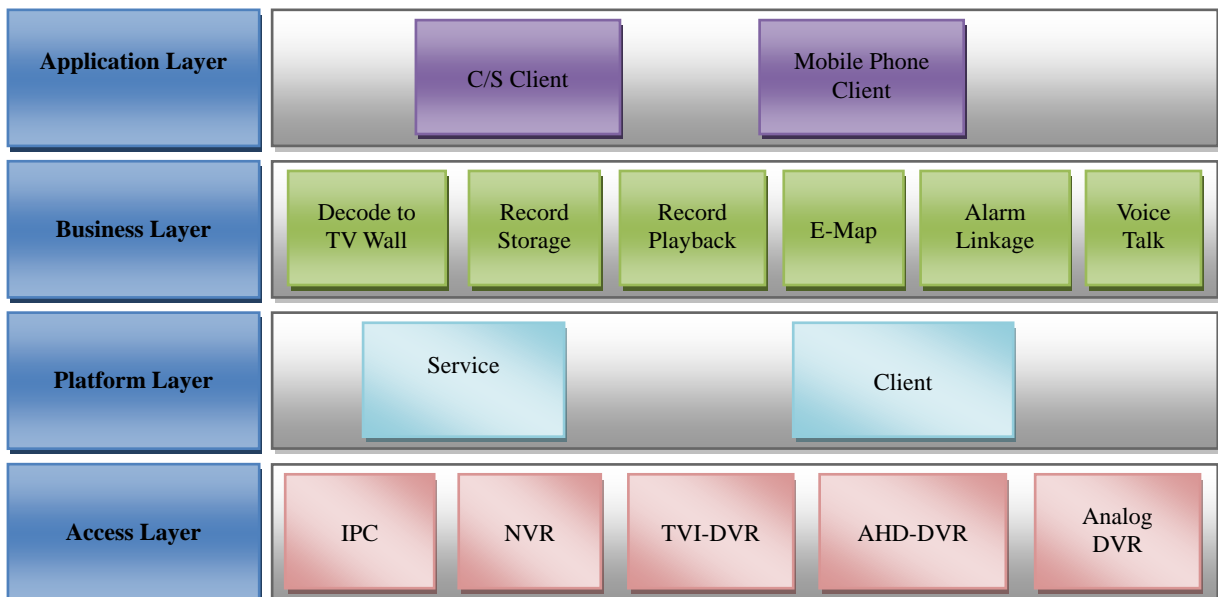 Application Layer
C/S Client
Mobile Phone
Client
Business Layer
Decode to
TV Wall
Record
Storage
Record
Playback
E-Map
Alarm
Linkage
Voice
Talk
Platform Layer
Service
Client
Access Layer
IPC
NVR
TVI-DVR
AHD-DVR
Analog
DVR